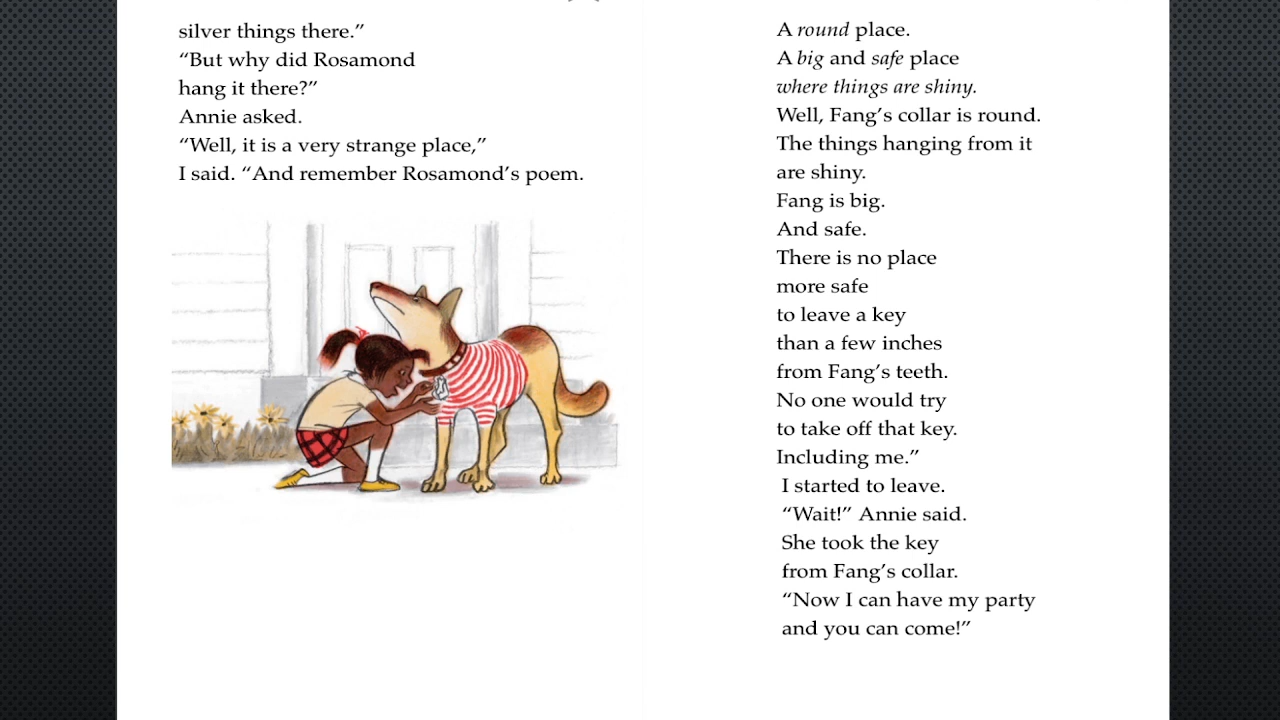 silver things there.”
“But why did Rosamond
hang it there?”
Annie asked.
“Well, it is a very strange place,”
I said. “And remember Rosamond’s poem.
A round place.
A big and safe place
where things are shiny.
Well, Fang’s collar is round.
The things hanging from it
are shiny.
Fang is big.
And safe.
There is no place
more safe
to leave a key
than a few inches
from Fang’s teeth.
No one would try
to take off that key.
Including me.”
I started to leave.
“Wait!” Annie said.
She took the key
from Fang’s collar.
“Now I can have my party
and you can come!”